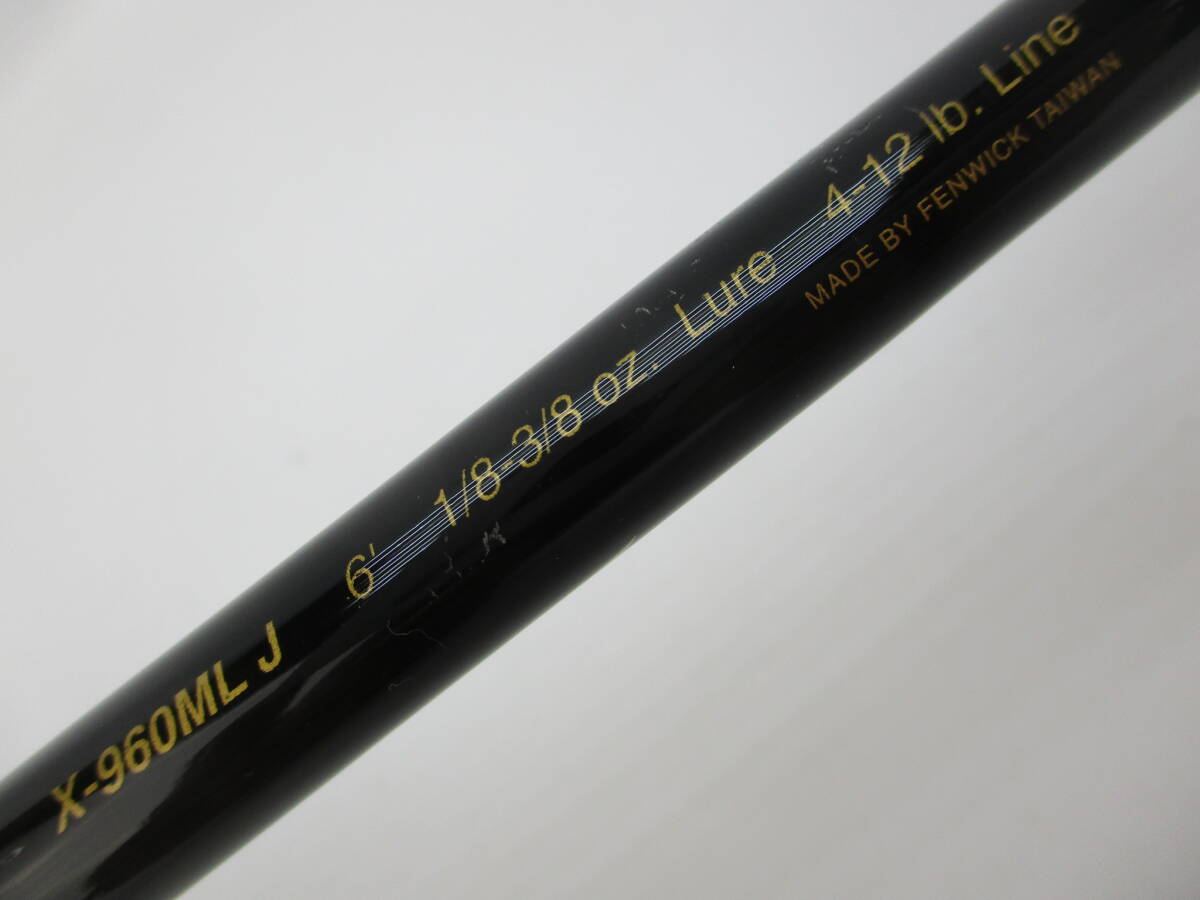 X-960ML J 6' 1/8-3/8 oz. Lure 4-12 lb. Line
MADE BY FENWICK TAIWAN